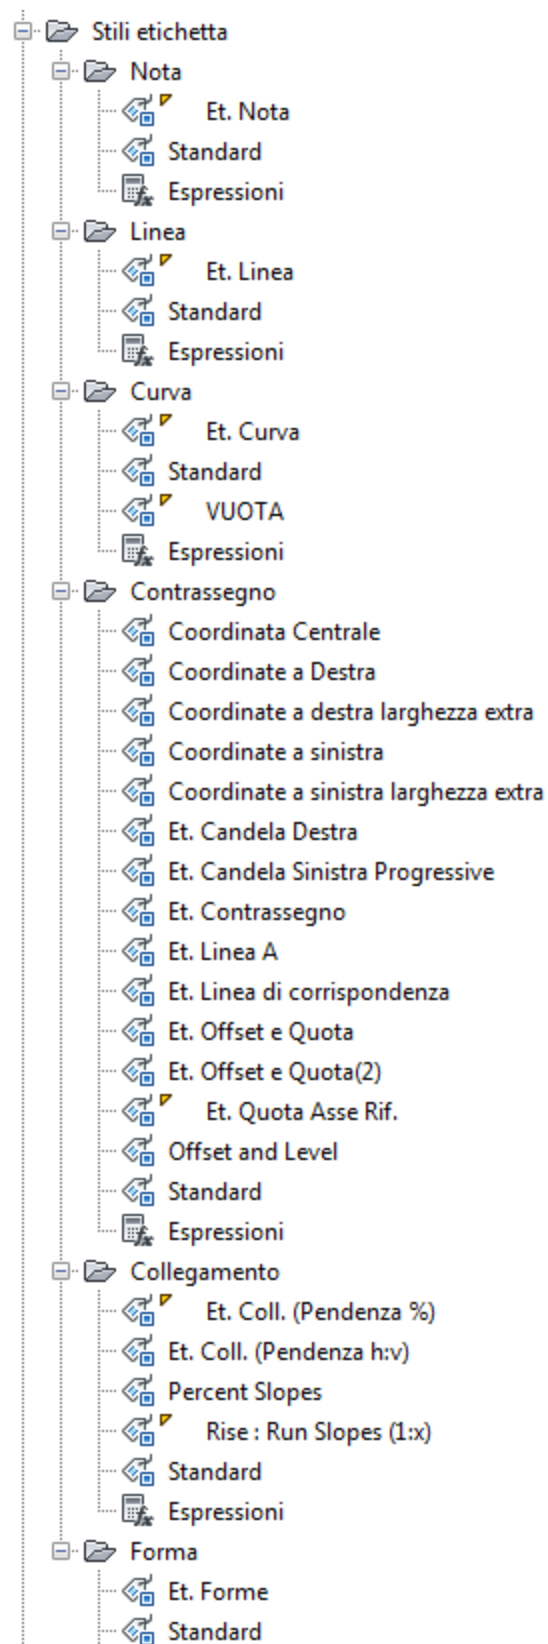 Stili etichetta
Nota
Et. Nota
Standard
Espressioni
Linea
Et. Linea
Standard
Espressioni
Curva
Et. Curva
Standard
VUOTA
Espressioni
Contrassegno
Coordinata Centrale
Coordinate a Destra
Coordinate a destra larghezza extra
Coordinate a sinistra
Coordinate a sinistra larghezza extra
Et. Candela Destra
Et. Candela Sinistra Progressive
Et. Contrassegno
Et. Linea A
Et. Linea di corrispondenza
Et. Offset e Quota
Et. Offset e Quota(2)
Et. Quota Asse Rif.
Offset and Level
Standard
Espressioni
Collegamento
Et. Coll. (Pendenza %)
Et. Coll. (Pendenza h:v)
Percent Slopes
Rise : Run Slopes (1:x)
Standard
Espressioni
Forma
Et. Forme
Standard